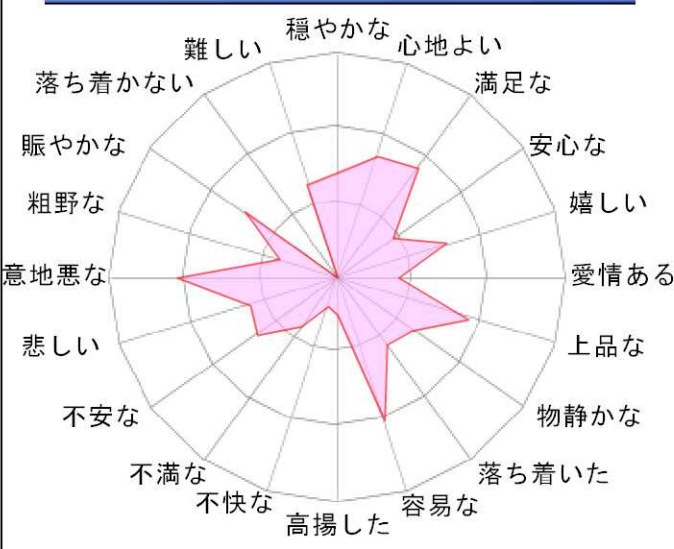 穏やかな
心地よい
満足な
安心な
嬉しい
愛情ある
上品な
物静かな
落ち着いた
容易な
高揚した
不快な
不満な
不安な
悲しい
意地悪な
粗野な
賑やかな
落ち着かない
難しい